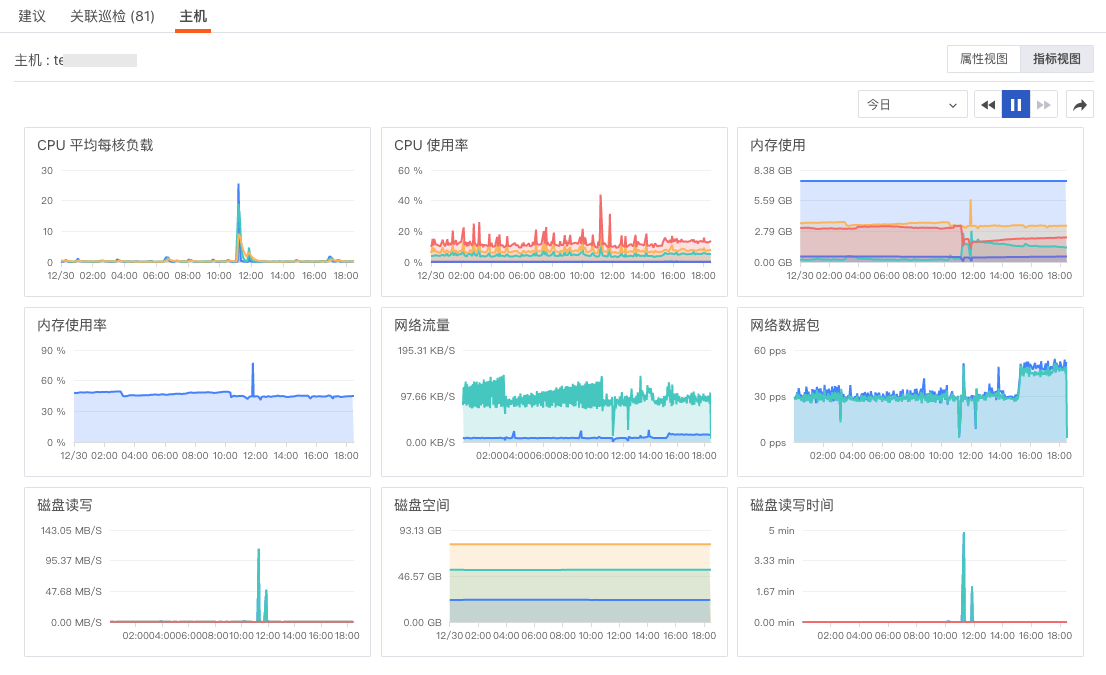 建议 关联巡检 (81) 主机
主机 : te
属性视图 指标视图
今日
CPU 平均每核负载
30
20
10
0
12/30 02:00 04:00 06:00 08:00 10:00 12:00 14:00 16:00 18:00
CPU 使用率
60 %
40 %
20 %
0 %
12/30 02:00 04:00 06:00 08:00 10:00 12:00 14:00 16:00 18:00
内存使用
8.38 GB
5.59 GB
2.79 GB
0.00 GB
12/30 02:00 04:00 06:00 08:00 10:00 12:00 14:00 16:00 18:00
内存使用率
90 %
60 %
30 %
0 %
12/30 02:00 04:00 06:00 08:00 10:00 12:00 14:00 16:00 18:00
网络流量
195.31 KB/S
97.66 KB/S
0.00 KB/S
02:00 04:00 06:00 08:00 10:00 12:00 14:00 16:00 18:00
网络数据包
60 pps
30 pps
0 pps
02:00 04:00 06:00 08:00 10:00 12:00 14:00 16:00 18:00
磁盘读写
143.05 MB/S
95.37 MB/S
47.68 MB/S
0.00 MB/S
02:00 04:00 06:00 08:00 10:00 12:00 14:00 16:00 18:00
磁盘空间
93.13 GB
46.57 GB
0.00 GB
12/30 02:00 04:00 06:00 08:00 10:00 12:00 14:00 16:00 18:00
磁盘读写时间
5 min
3.33 min
1.67 min
0.00 min
02:00 04:00 06:00 08:00 10:00 12:00 14:00 16:00 18:00